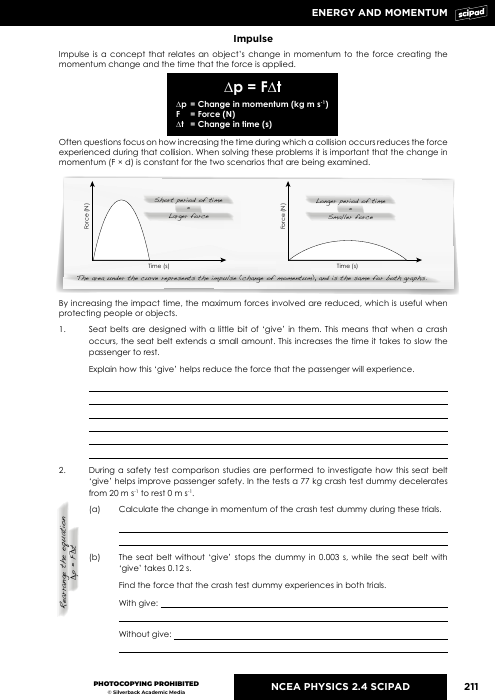 ENERGY AND MOMENTUM
scipad
Impulse
Impulse is a concept that relates an object's change in momentum to the force creating the
momentum change and the time that the force is applied.
∆p = F∆t
∆p = Change in momentum (kg m s⁻¹)
F = Force (N)
∆t = Change in time (s)
Often questions focus on how increasing the time during which a collision occurs reduces the force
experienced during that collision. When solving these problems it is important that the change in
momentum (F × d) is constant for the two scenarios that are being examined.
Force (N)
Short period of time
=
Larger force
Time (s)
Force (N)
Longer period of time
=
Smaller force
Time (s)
The area under the curve represents the impulse (change of momentum), and is the same for both graphs.
By increasing the impact time, the maximum forces involved are reduced, which is useful when
protecting people or objects.
1. Seat belts are designed with a little bit of 'give' in them. This means that when a crash
occurs, the seat belt extends a small amount. This increases the time it takes to slow the
passenger to rest.
Explain how this 'give' helps reduce the force that the passenger will experience.
2. During a safety test comparison studies are performed to investigate how this seat belt
'give' helps improve passenger safety. In the tests a 77 kg crash test dummy decelerates
from 20 m s⁻¹ to rest 0 m s⁻¹.
(a) Calculate the change in momentum of the crash test dummy during these trials.
Rearrange the equation
∆p = F∆t
(b) The seat belt without 'give' stops the dummy in 0.003 s, while the seat belt with
'give' takes 0.12 s.
Find the force that the crash test dummy experiences in both trials.
With give:
Without give:
PHOTOCOPYING PROHIBITED
© Silverback Academic Media
NCEA PHYSICS 2.4 SCIPAD
211